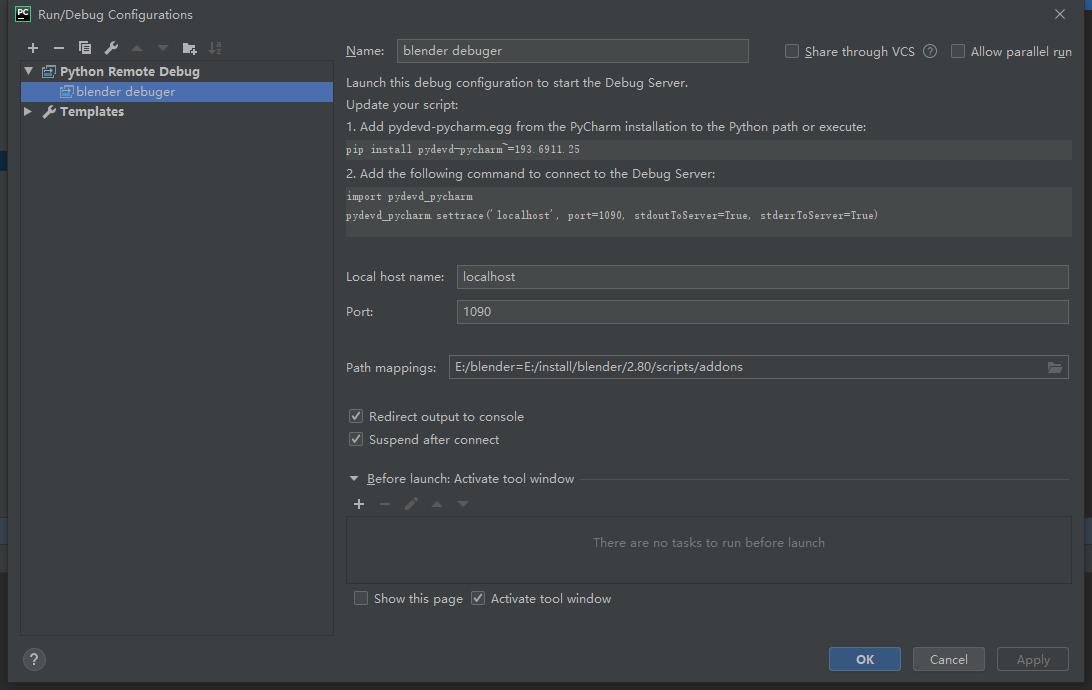 PC
Run/Debug Configurations
Python Remote Debug
blender debuger
Templates
Name: blender debuger
Share through VCS ?
Allow parallel run
Launch this debug configuration to start the Debug Server.
Update your script:
1. Add pydevd-pycharm.egg from the PyCharm installation to the Python path or execute:
pip install pydevd-pycharm~=193.6911.25
2. Add the following command to connect to the Debug Server:
import pydevd_pycharm
pydevd_pycharm.settrace('localhost', port=1090, stdoutToServer=True, stderrToServer=True)
Local host name: localhost
Port: 1090
Path mappings: E:/blender=E:/install/blender/2.80/scripts/addons
Redirect output to console
Suspend after connect
Before launch: Activate tool window
There are no tasks to run before launch
Show this page Activate tool window
? OK Cancel Apply